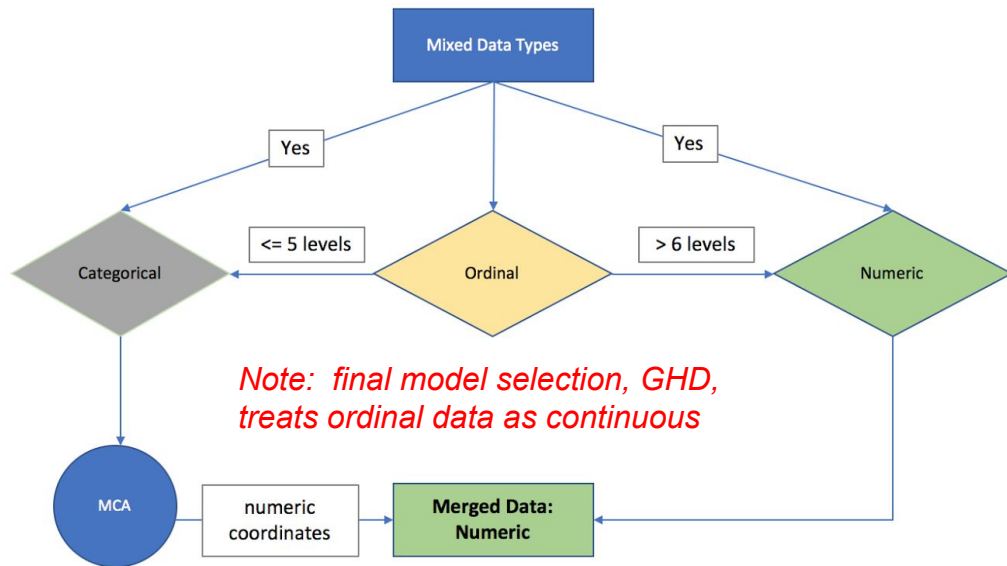 Mixed Data Types
Yes
Yes
<= 5 levels
> 6 levels
Categorical
Ordinal
Numeric
Note:  final model selection, GHD,
treats ordinal data as continuous
MCA
numeric
coordinates
Merged Data:
Numeric